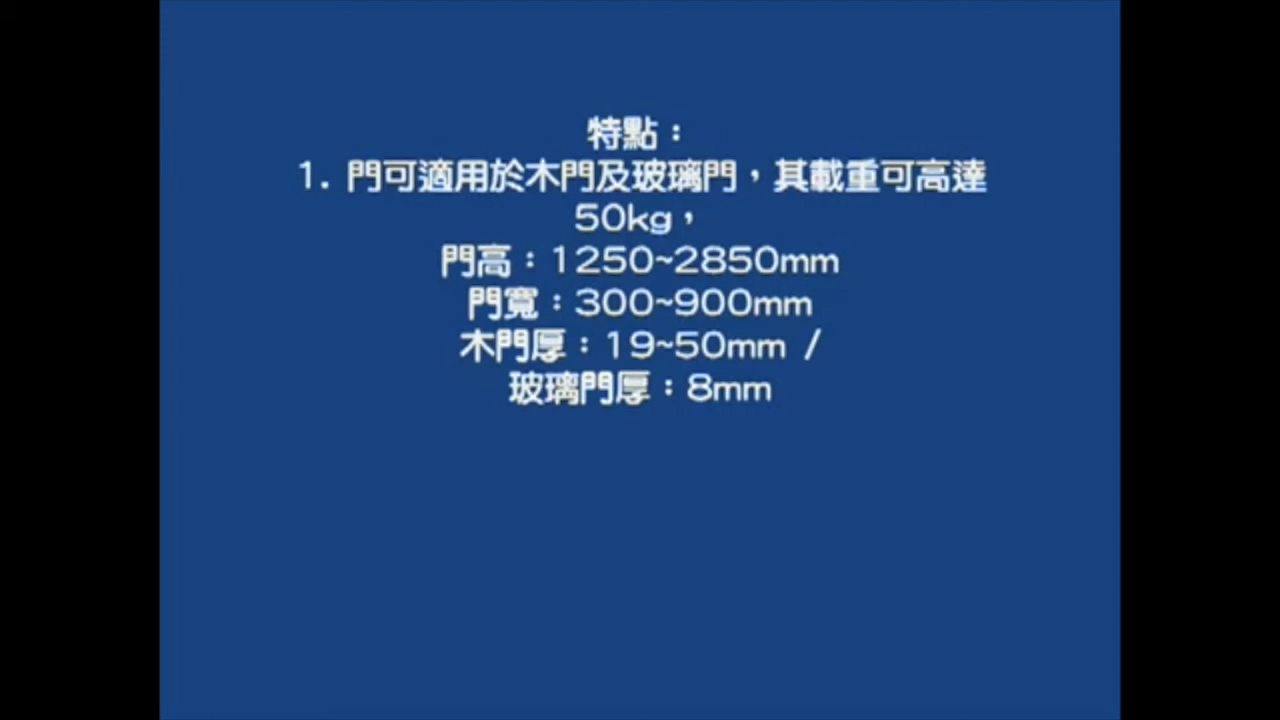 特點：
1. 門可適用於木門及玻璃門，其載重可高達
50kg，
門高：1250~2850mm
門寬：300~900mm
木門厚：19~50mm /
玻璃門厚：8mm